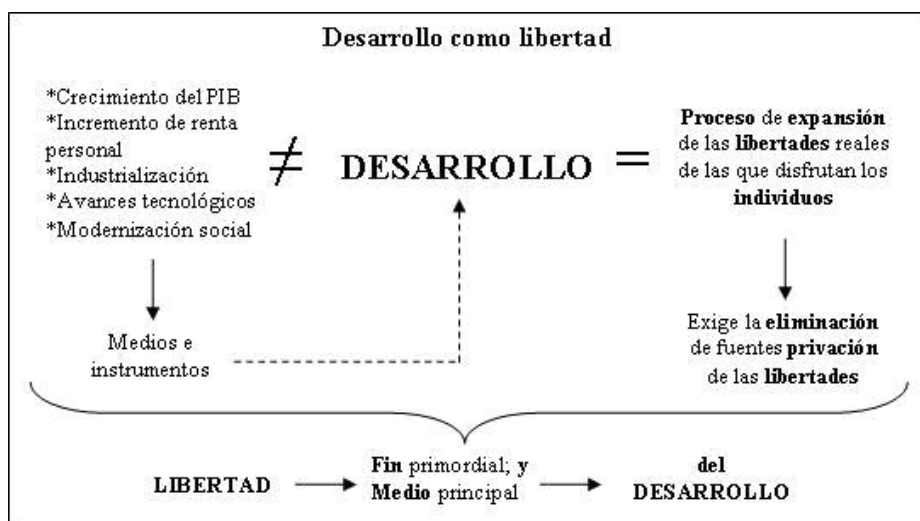 Desarrollo como libertad
*Crecimiento del PIB
*Incremento de renta
personal
*Industrialización
*Avances tecnológicos
*Modernización social
≠
DESARROLLO
=
Proceso de expansión
de las libertades reales
de las que disfrutan los
individuos
Medios e
instrumentos
Exige la eliminación
de fuentes privación
de las libertades
LIBERTAD
Fin primordial; y
Medio principal
del
DESARROLLO